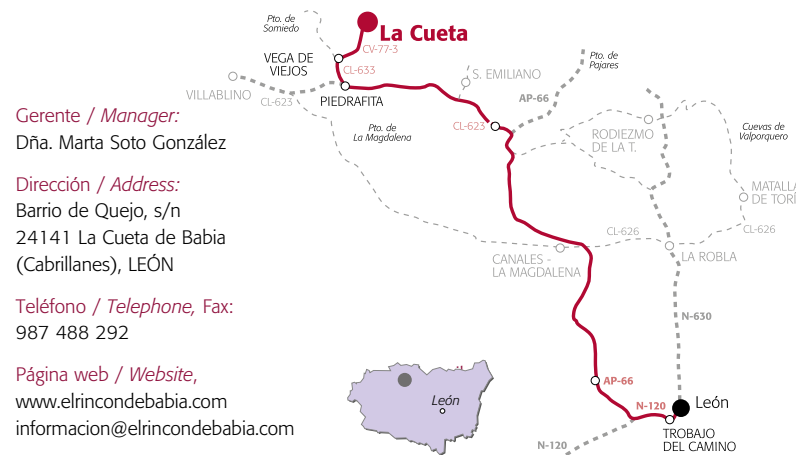 Gerente / Manager:
Dña. Marta Soto González
Dirección / Address:
Barrio de Quejo, s/n
24141 La Cueta de Babia
(Cabrillanes), LEÓN
Teléfono / Telephone, Fax:
987 488 292
Página web / Website,
www.elrincondebabia.com
informacion@elrincondebabia.com
Pto. de
Somiedo
La Cueta
CV-77-3
VEGA DE
VIEJOS
CL-633
VILLABLINO
CL-623
PIEDRAFITA
S. EMILIANO
Pto. de
Pajares
AP-66
CL-623
Pto. de
La Magdalena
RODIEZMO
DE LA T.
Cuevas de
Valporquero
MATALLA
DE TORÍ
CL-626
CL-626
CANALES -
LA MAGDALENA
LA ROBLA
N-630
AP-66
N-120
León
TROBAJO
DEL CAMINO
N-120
León